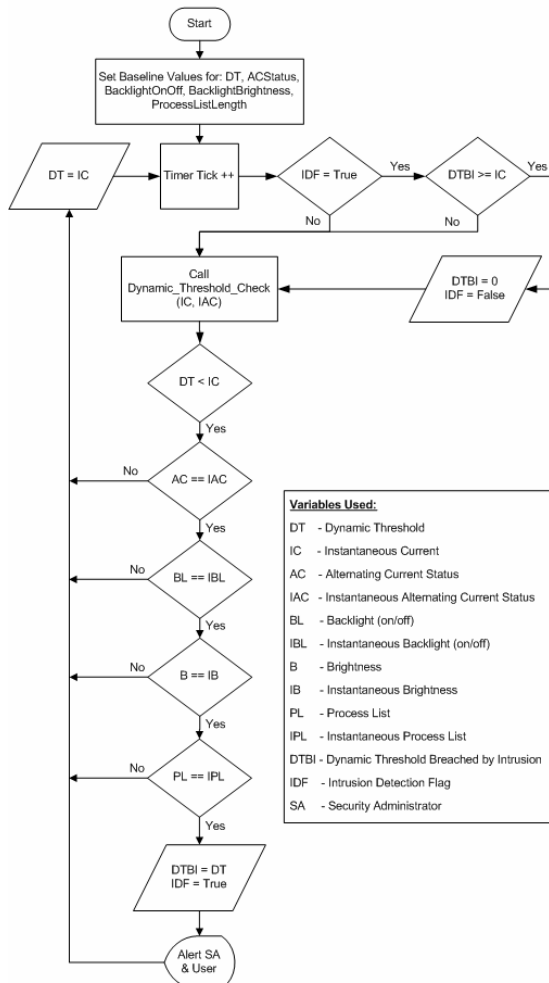 Start
Set Baseline Values for: DT, ACStatus,
BacklightOnOff, BacklightBrightness,
ProcessListLength
DT = IC
Timer Tick ++
IDF = True
Yes
DTBI >= IC
Yes
No
No
Call
Dynamic_Threshold_Check
(IC, IAC)
DTBI = 0
IDF = False
DT < IC
Yes
No
AC == IAC
Yes
No
BL == IBL
Yes
No
B == IB
Yes
No
PL == IPL
Yes
DTBI = DT
IDF = True
Alert SA
& User
Variables Used:
DT - Dynamic Threshold
IC - Instantaneous Current
AC - Alternating Current Status
IAC - Instantaneous Alternating Current Status
BL - Backlight (on/off)
IBL - Instantaneous Backlight (on/off)
B - Brightness
IB - Instantaneous Brightness
PL - Process List
IPL - Instantaneous Process List
DTBI - Dynamic Threshold Breached by Intrusion
IDF - Intrusion Detection Flag
SA - Security Administrator